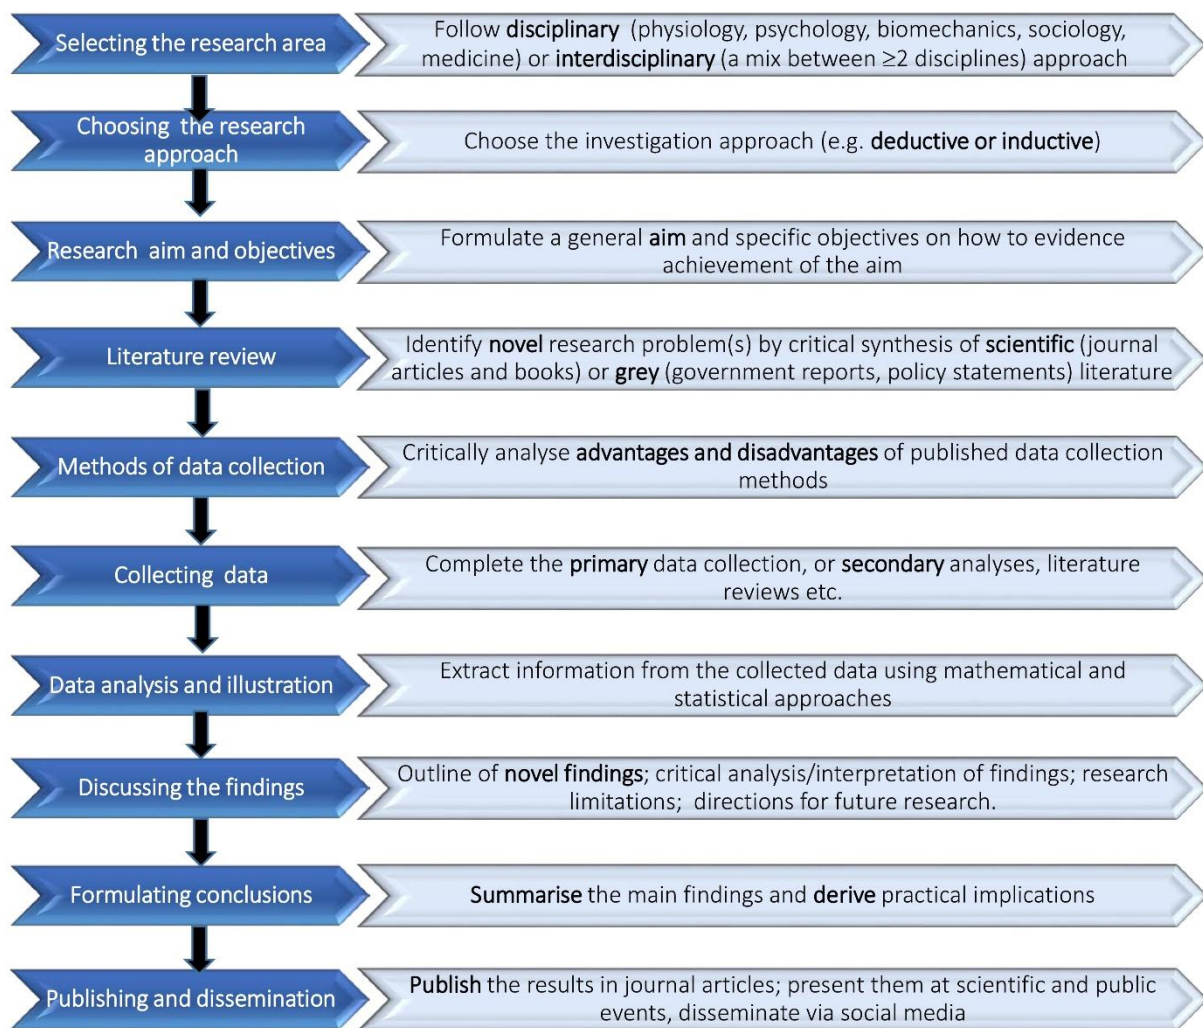 Selecting the research area
Follow disciplinary (physiology, psychology, biomechanics, sociology,
medicine) or interdisciplinary (a mix between ≥2 disciplines) approach
Choosing the research
approach
Choose the investigation approach (e.g. deductive or inductive)
Research aim and objectives
Formulate a general aim and specific objectives on how to evidence
achievement of the aim
Literature review
Identify novel research problem(s) by critical synthesis of scientific (journal
articles and books) or grey (government reports, policy statements) literature
Methods of data collection
Critically analyse advantages and disadvantages of published data collection
methods
Collecting data
Complete the primary data collection, or secondary analyses, literature
reviews etc.
Data analysis and illustration
Extract information from the collected data using mathematical and
statistical approaches
Discussing the findings
Outline of novel findings; critical analysis/interpretation of findings; research
limitations; directions for future research.
Formulating conclusions
Summarise the main findings and derive practical implications
Publishing and dissemination
Publish the results in journal articles; present them at scientific and public
events, disseminate via social media